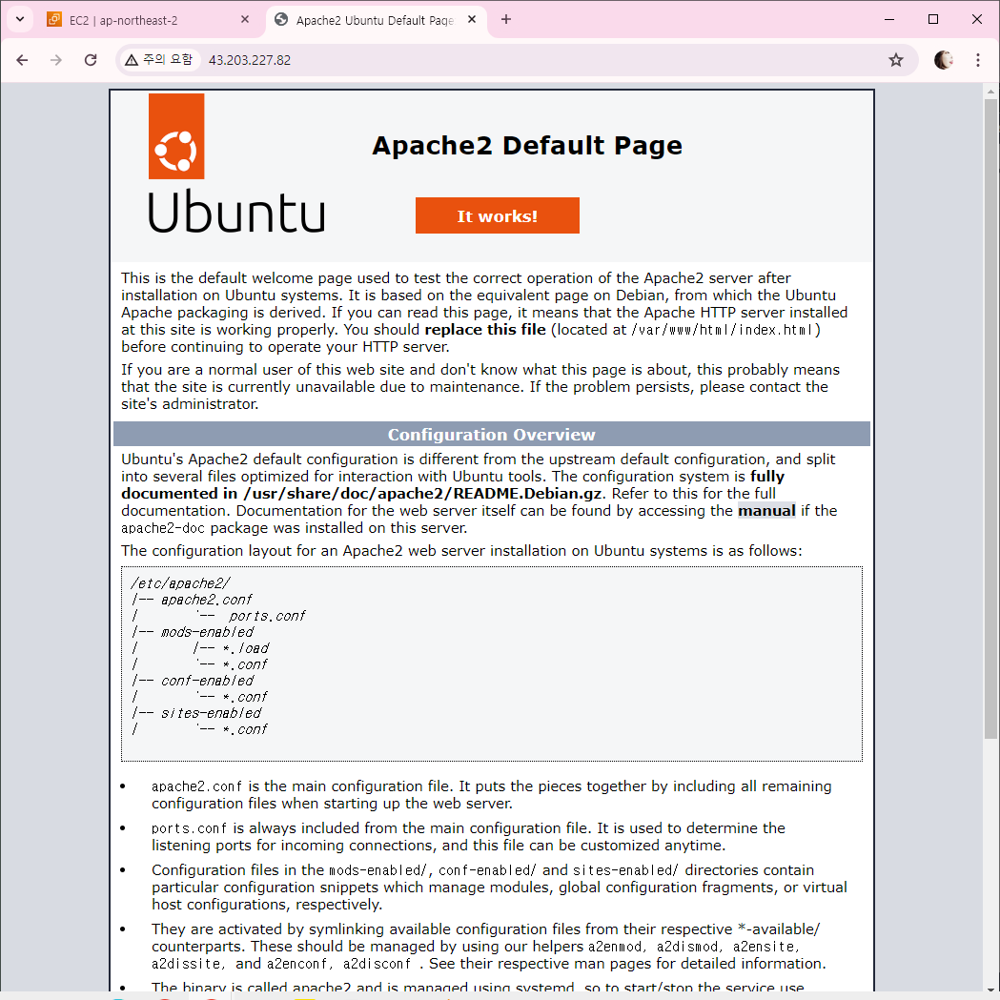 EC2 | ap-northeast-2
Apache2 Ubuntu Default Page
주의 요함
43.203.227.82
Apache2 Default Page
Ubuntu
It works!
This is the default welcome page used to test the correct operation of the Apache2 server after
installation on Ubuntu systems. It is based on the equivalent page on Debian, from which the Ubuntu
Apache packaging is derived. If you can read this page, it means that the Apache HTTP server installed
at this site is working properly. You should replace this file (located at /var/www/html/index.html)
before continuing to operate your HTTP server.
If you are a normal user of this web site and don't know what this page is about, this probably means
that the site is currently unavailable due to maintenance. If the problem persists, please contact the
site's administrator.
Configuration Overview
Ubuntu's Apache2 default configuration is different from the upstream default configuration, and split
into several files optimized for interaction with Ubuntu tools. The configuration system is fully
documented in /usr/share/doc/apache2/README.Debian.gz. Refer to this for the full
documentation. Documentation for the web server itself can be found by accessing the manual if the
apache2-doc package was installed on this server.
The configuration layout for an Apache2 web server installation on Ubuntu systems is as follows:
/etc/apache2/
|-- apache2.conf
|       `--  ports.conf
|-- mods-enabled
|       |-- *.load
|       `-- *.conf
|-- conf-enabled
|       `-- *.conf
|-- sites-enabled
|       `-- *.conf
• apache2.conf is the main configuration file. It puts the pieces together by including all remaining
configuration files when starting up the web server.
• ports.conf is always included from the main configuration file. It is used to determine the
listening ports for incoming connections, and this file can be customized anytime.
• Configuration files in the mods-enabled/, conf-enabled/ and sites-enabled/ directories contain
particular configuration snippets which manage modules, global configuration fragments, or virtual
host configurations, respectively.
• They are activated by symlinking available configuration files from their respective *-available/
counterparts. These should be managed by using our helpers a2enmod, a2dismod, a2ensite,
a2dissite, and a2enconf, a2disconf . See their respective man pages for detailed information.
• The binary is called apache2 and is managed using systemd, so to start/stop the service use